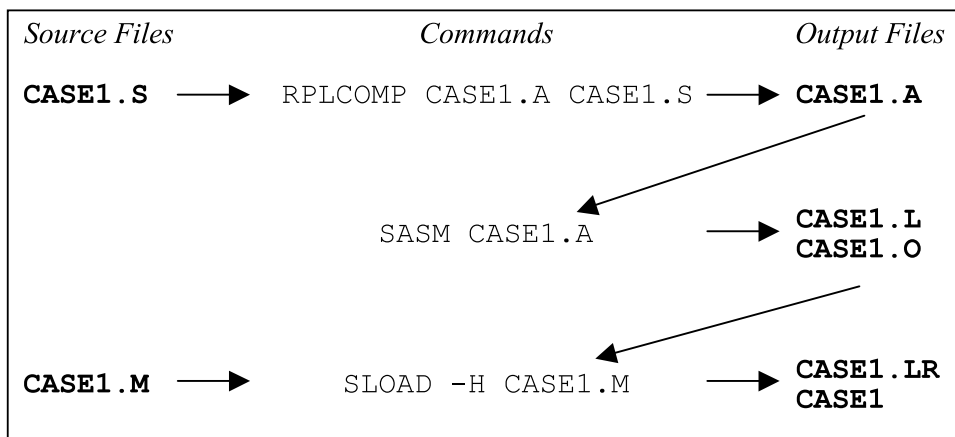 Source Files Commands Output Files
CASE1.S RPLCOMP CASE1.A CASE1.S CASE1.A
SASM CASE1.A CASE1.L
CASE1.O
CASE1.M SLOAD -H CASE1.M CASE1.LR
CASE1